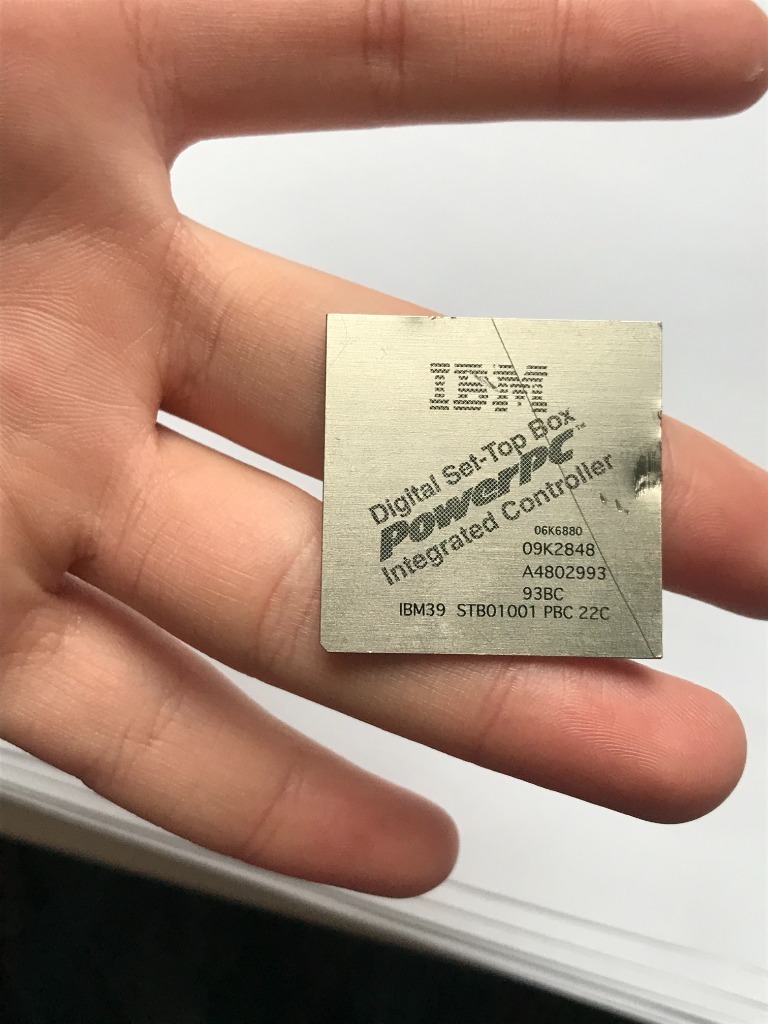 IBM
Digital Set-Top Box
PowerPC™
Integrated Controller
06K6880
09K2848
A4802993
93BC
IBM39 STB01001 PBC 22C